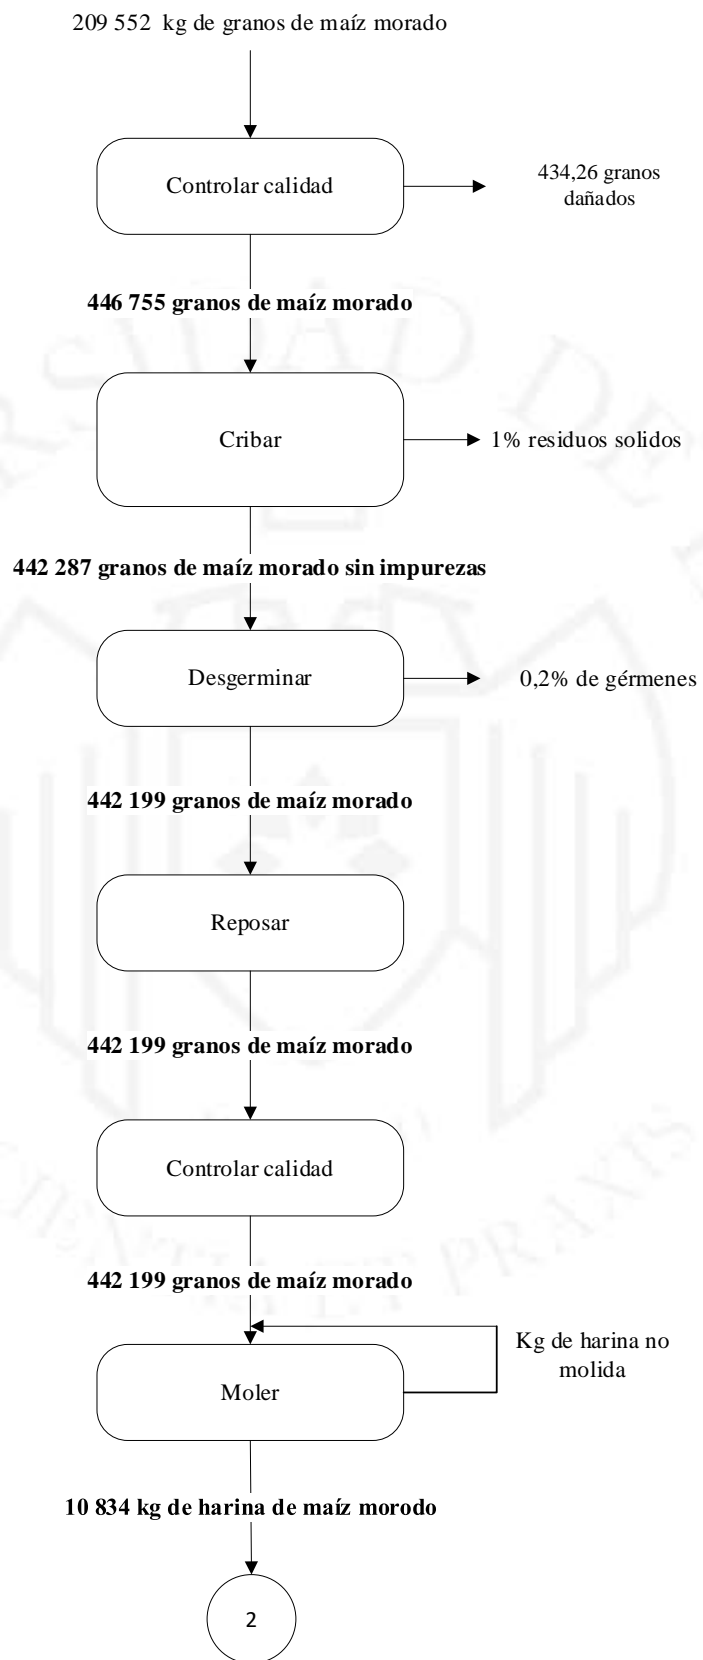 209 552 kg de granos de maíz morado
Controlar calidad
434,26 granos
dañados
446 755 granos de maíz morado
Cribar
1% residuos solidos
442 287 granos de maíz morado sin impurezas
Desgerminar
0,2% de gérmenes
442 199 granos de maíz morado
Reposar
442 199 granos de maíz morado
Controlar calidad
442 199 granos de maíz morado
Kg de harina no
molida
Moler
10 834 kg de harina de maíz morodo
2